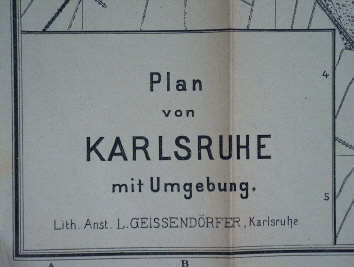 Plan
von
KARLSRUHE
mit Umgebung.
Lith. Anst. L. GEISSENDÖRFER, Karlsruhe
4
5
A
B